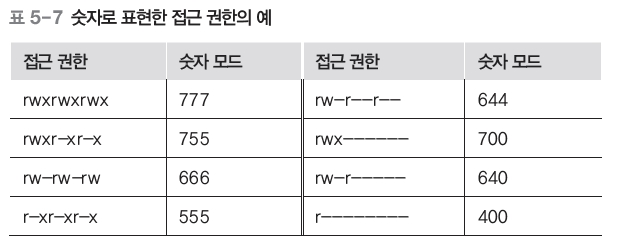 표 5-7 숫자로 표현한 접근 권한의 예
접근 권한 숫자 모드 접근 권한 숫자 모드
rwxrwxrwx 777 rw-r--r-- 644
rwxr-xr-x 755 rwx------ 700
rw-rw-rw 666 rw-r----- 640
r-xr-xr-x 555 r-------- 400